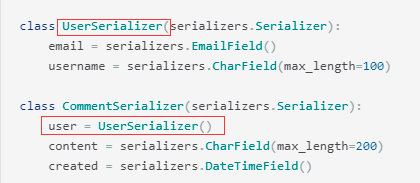 class UserSerializer(serializers.Serializer):
    email = serializers.EmailField()
    username = serializers.CharField(max_length=100)
class CommentSerializer(serializers.Serializer):
    user = UserSerializer()
    content = serializers.CharField(max_length=200)
    created = serializers.DateTimeField()